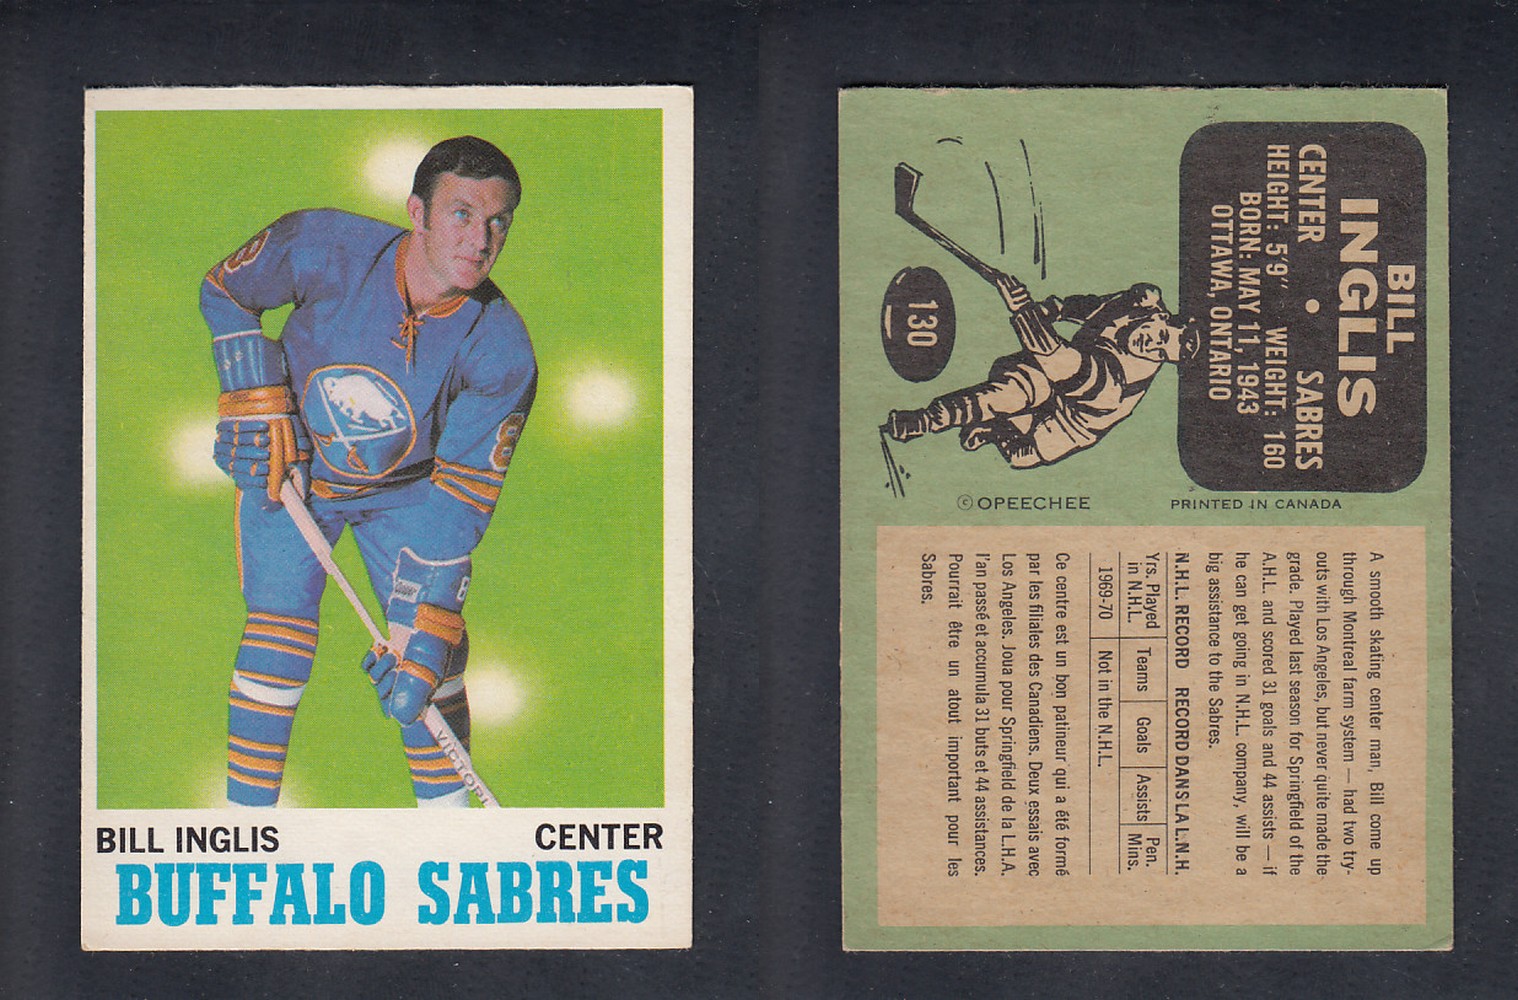 8
8
8
VICTORI
BILL INGLIS CENTER
BUFFALO SABRES
BILL
INGLIS
CENTER • SABRES
HEIGHT: 5'9" WEIGHT: 160
BORN: MAY 11, 1943
OTTAWA, ONTARIO
130
© OPEECHEE PRINTED IN CANADA
A smooth skating center man, Bill come up
through Montreal farm system — had two try-
outs with Los Angeles, but never quite made the
grade. Played last season for Springfield of the
A.H.L. and scored 31 goals and 44 assists — if
he can get going in N.H.L. company, will be a
big assistance to the Sabres.
N.H.L. RECORD RECORD DANS LA L.N.H.
Yrs. Played in N.H.L. Teams Goals Assists Pen. Mins.
1969-70 Not in the N.H.L.
Ce centre est un bon patineur qui a été formé
par les filiales des Canadiens. Deux essais avec
Los Angeles. Joua pour Springfield de la L.H.A.
l'an passé et accumula 31 buts et 44 assistances.
Pourrait être un atout important pour les
Sabres.